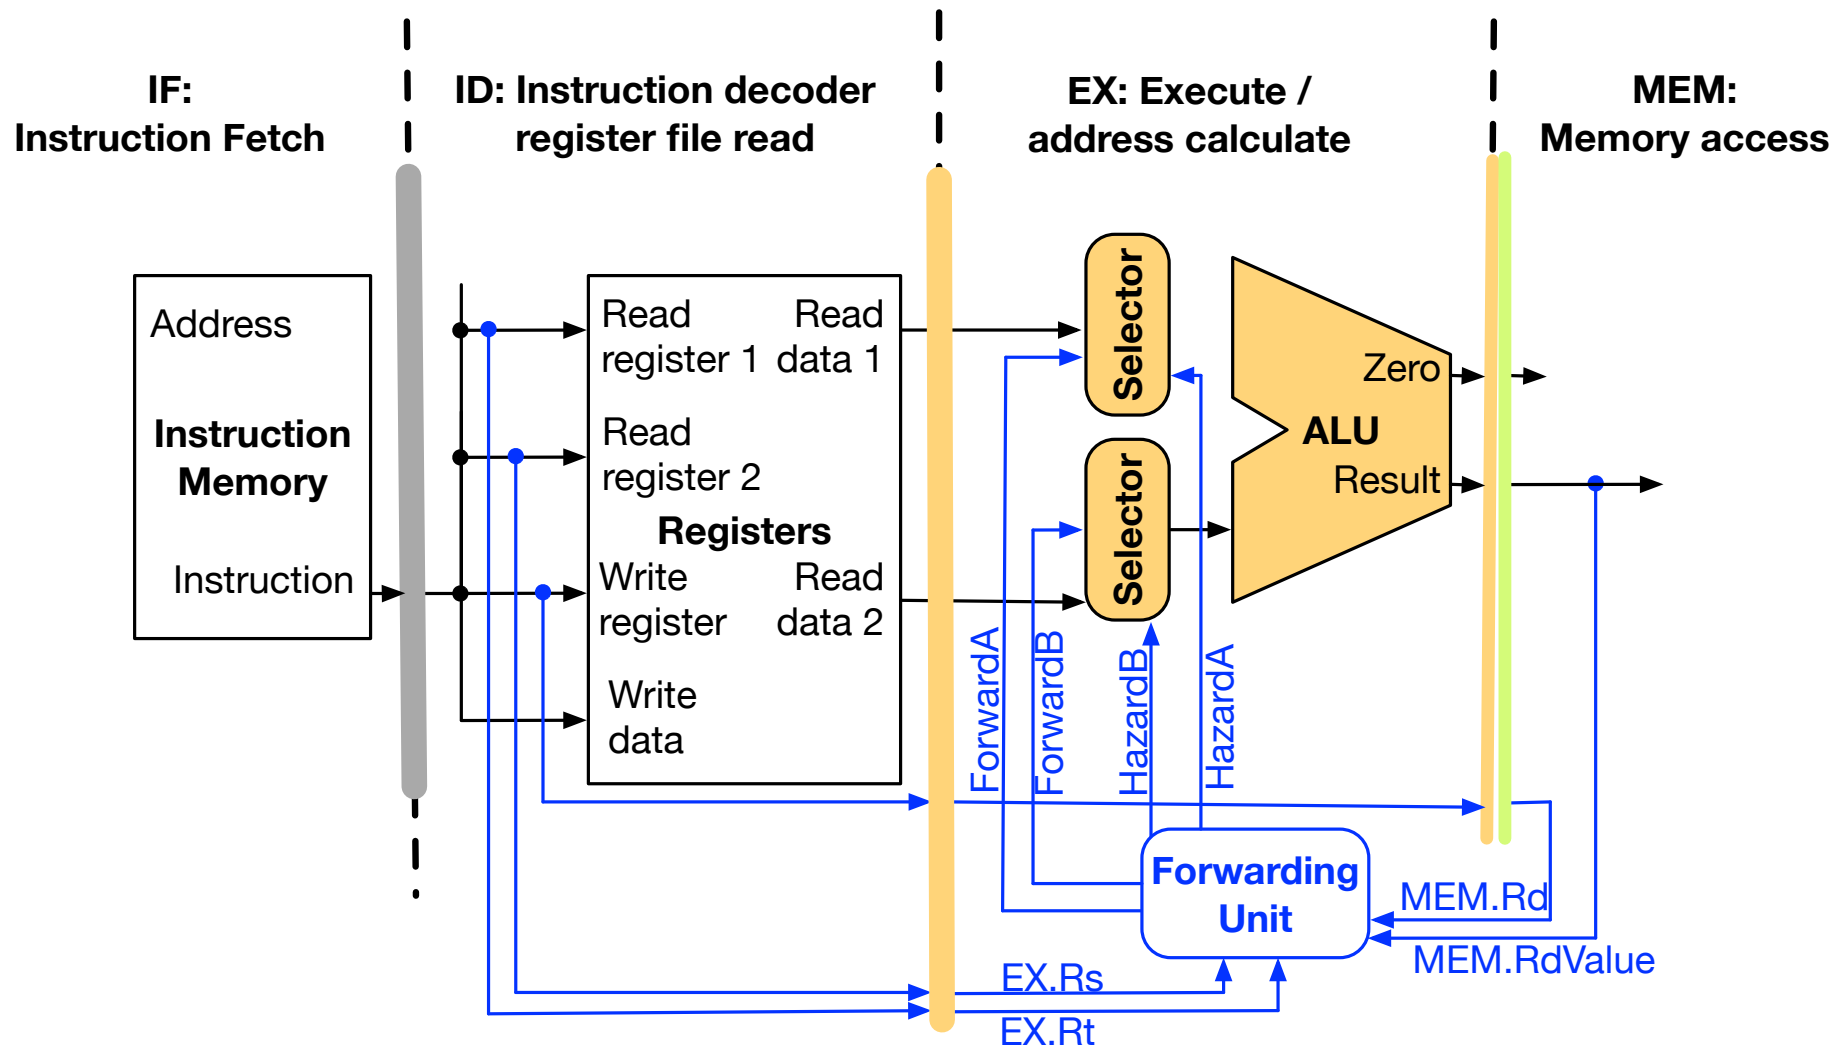 IF:
Instruction Fetch
ID: Instruction decoder
register file read
EX: Execute /
address calculate
MEM:
Memory access
Address
Instruction
Memory
Instruction
Read
register 1
Read
data 1
Read
register 2
Registers
Write
register
Read
data 2
Write
data
Selector
Selector
Zero
ALU
Result
ForwardA
ForwardB
HazardB
HazardA
Forwarding
Unit
MEM.Rd
MEM.RdValue
EX.Rs
EX.Rt